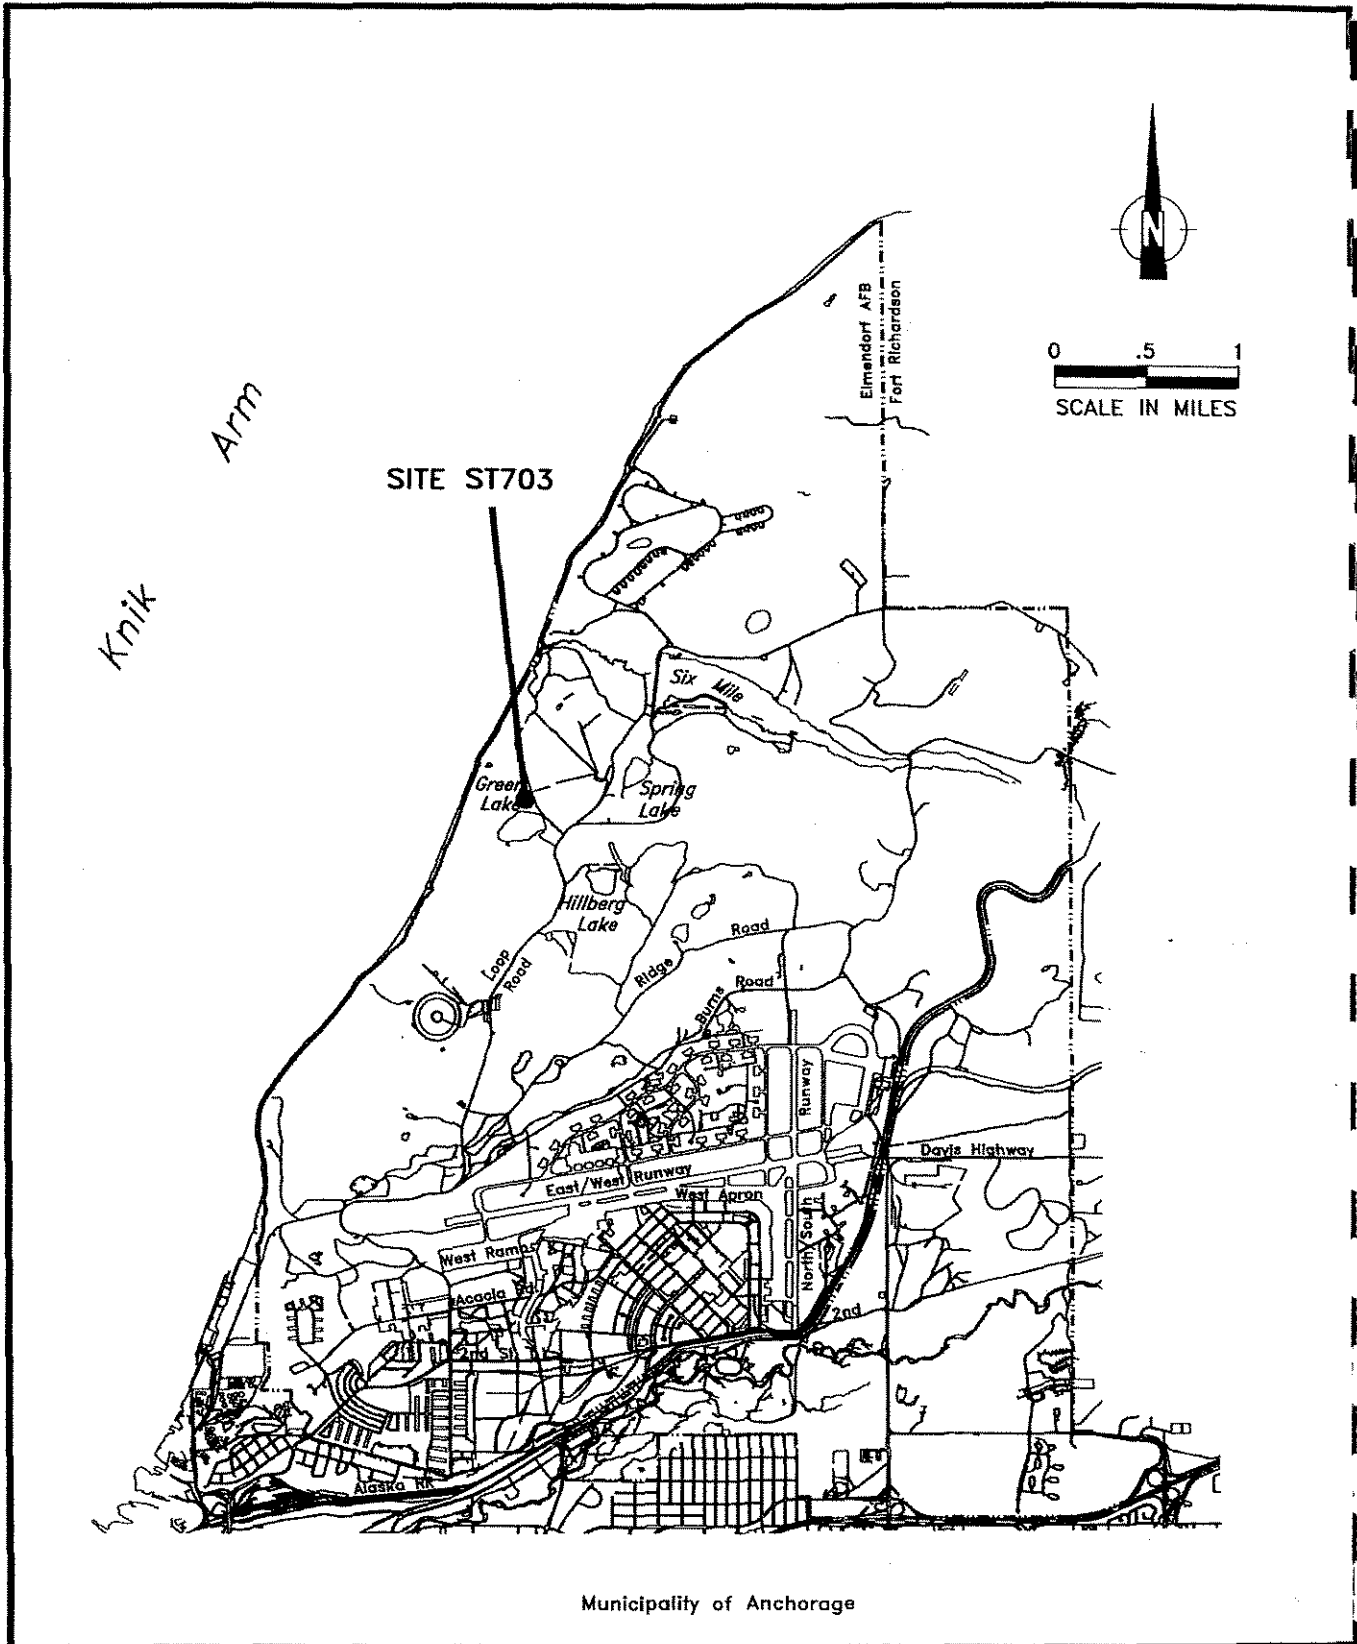 N
0 .5 1
SCALE IN MILES
Elmendorf AFB
Fort Richardson
Knik Arm
SITE ST703
Six Mile
Green
Lake
Spring
Lake
Hillberg
Lake
Loop
Road
Ridge Road
Burns Road
North/South Runway
Davis Highway
East/West Runway
West Apron
West Ramp
Acacia Rd
2nd
2nd St
Alaska RR
Municipality of Anchorage